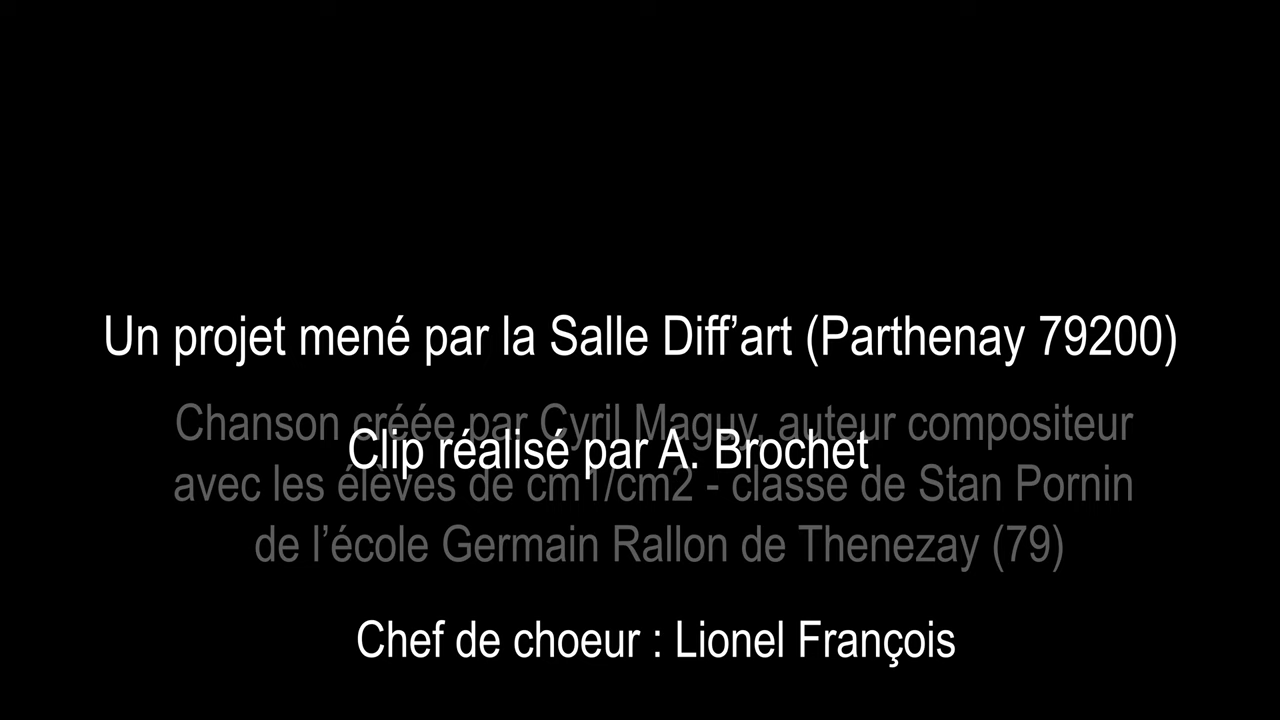 Un projet mené par la Salle Diff’art (Parthenay 79200)
Chanson créée par Cyril Maguy, auteur compositeur
Clip réalisé par A. Brochet
avec les élèves de cm1/cm2 - classe de Stan Pornin
de l’école Germain Rallon de Thenezay (79)
Chef de choeur : Lionel François